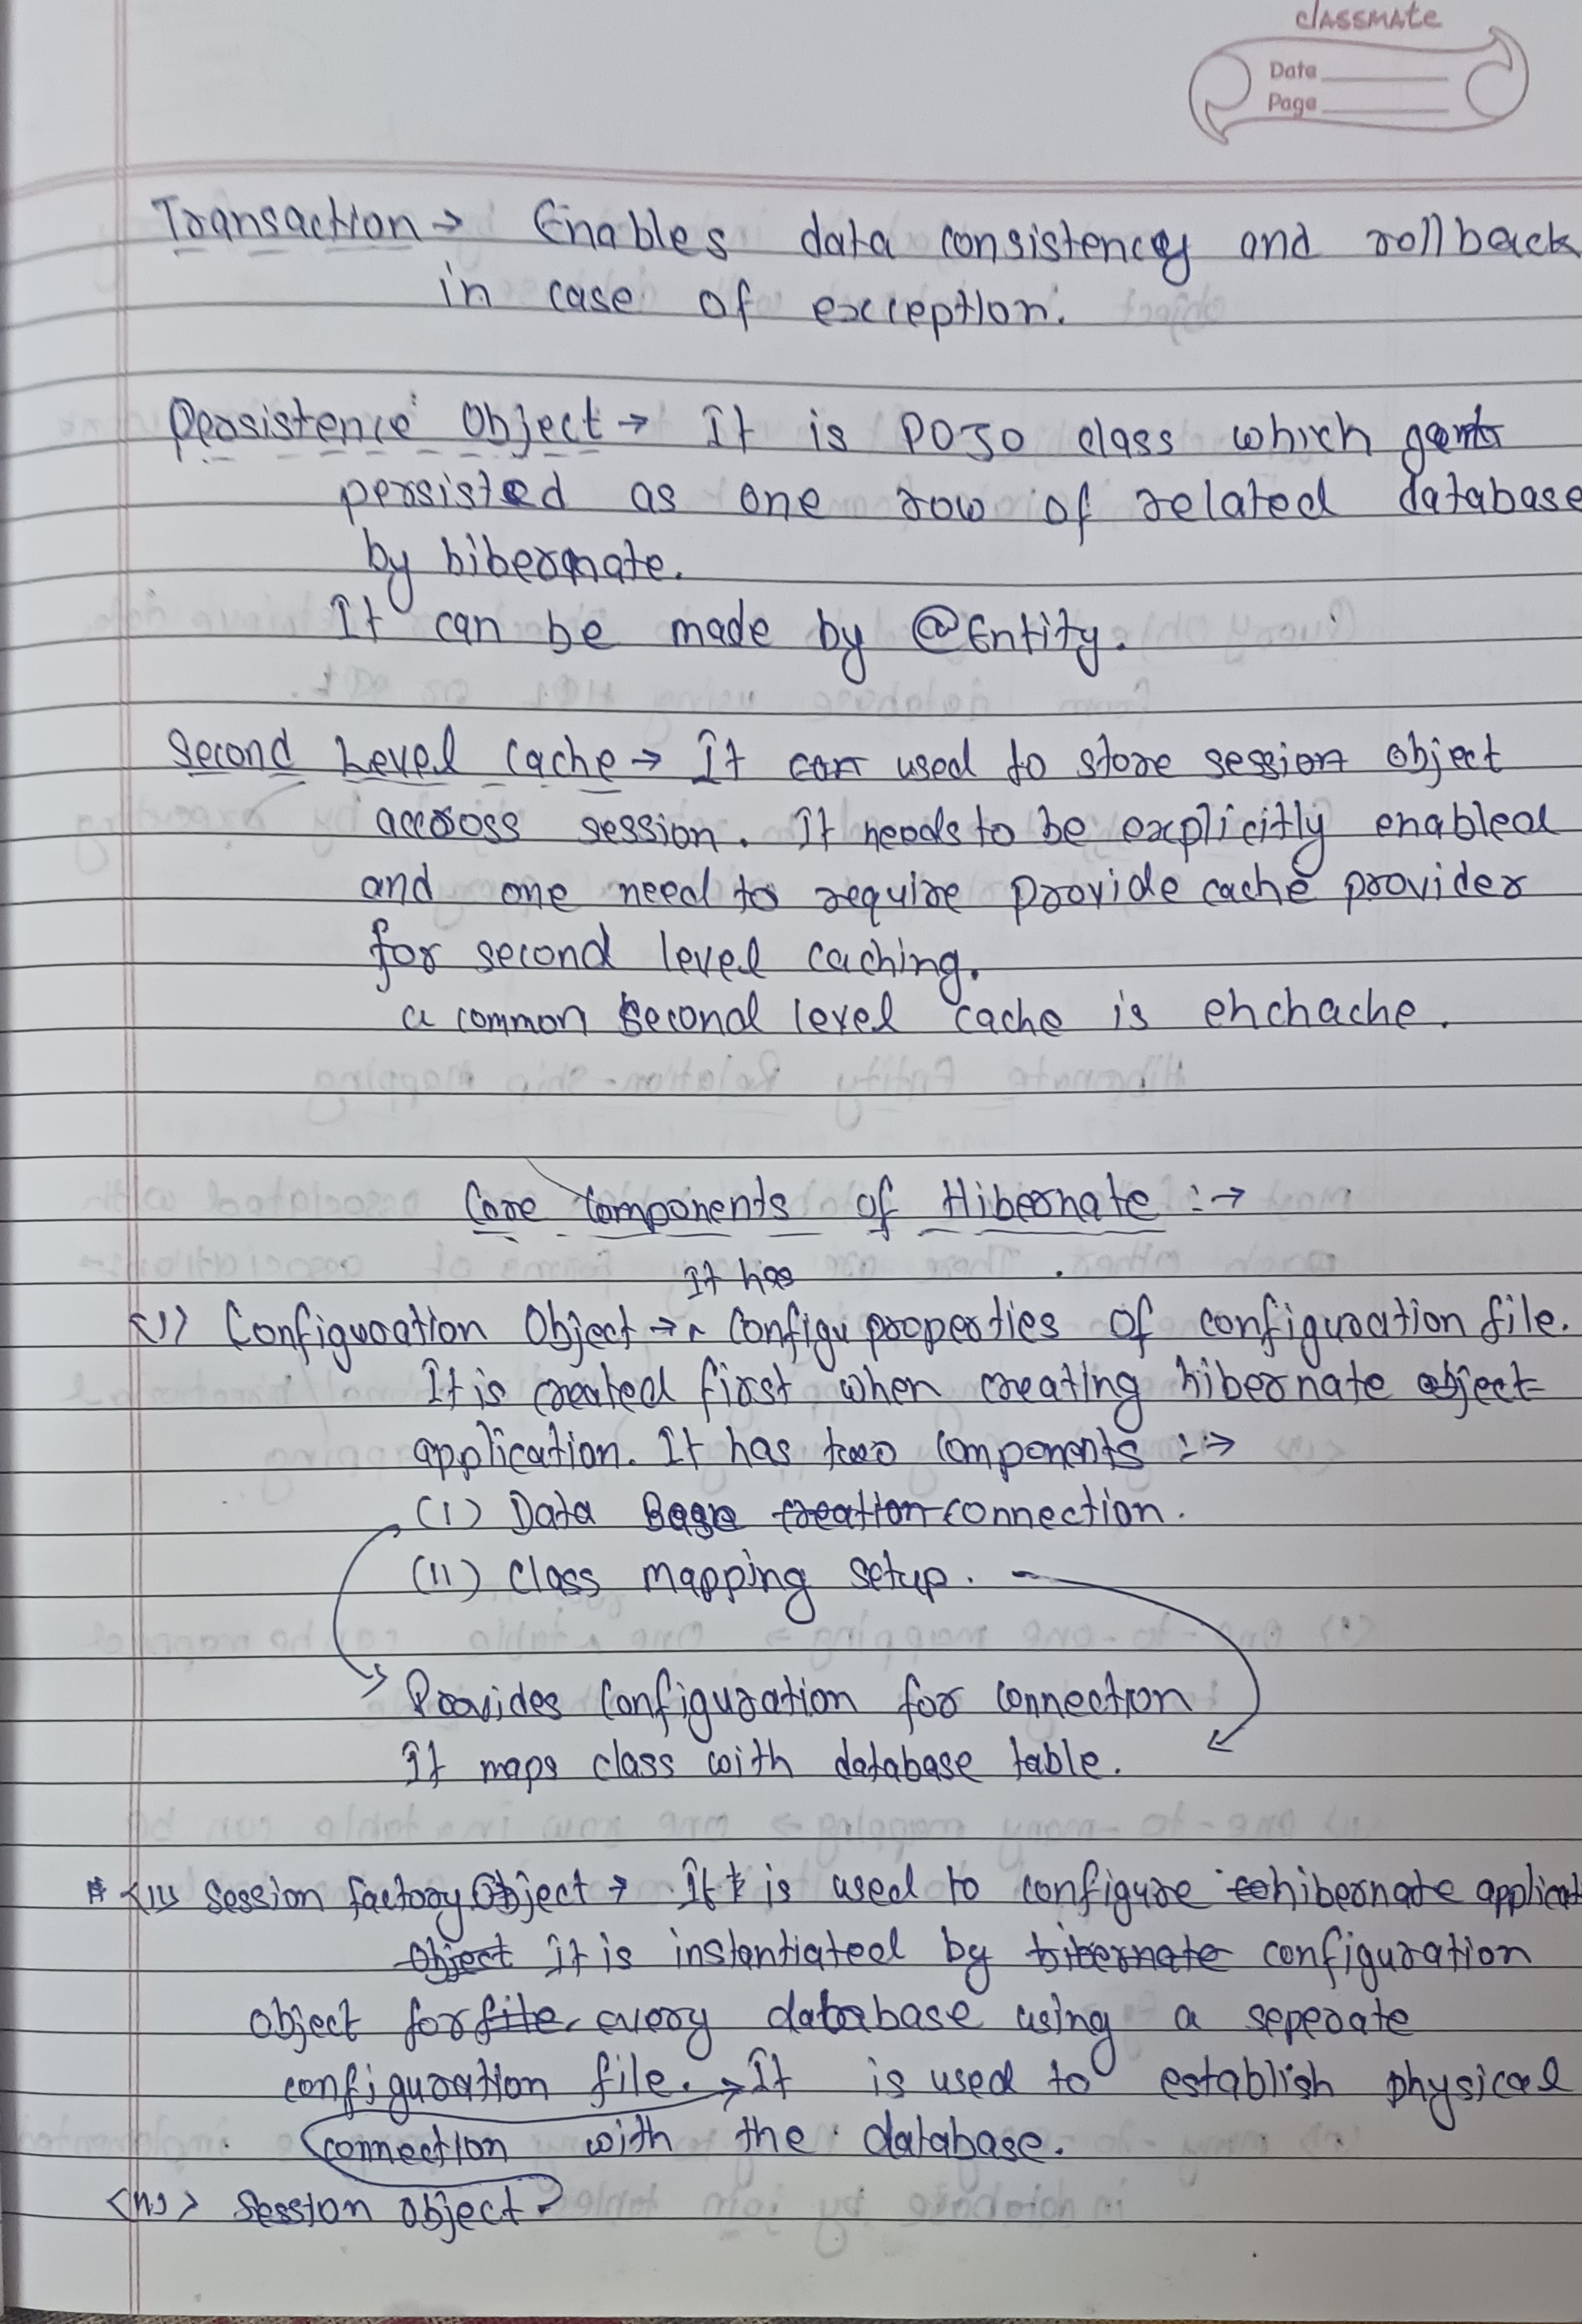 classmate
Date
Page
Transaction → Enables data consistency and rollback
in case of exception.
Persistence Object → It is POJO class which
persisted as one row of related database
by hibernate.
It can be made by @Entity.
Second Level Cache → It used to store session object
across session. It needs to be explicitly enabled
and one need to require provide cache provider
for second level caching.
a common second level cache is ehchache.
Core Components of Hibernate :→
It has
<1> Configuration Object → configu properties of configuration file.
It is created first when creating hibernate object
application. It has two components :→
(I) Data Base creation connection.
(II) Class mapping setup.
Provides configuration for connection
It maps class with database table.
<II> Session factory Object → It is used to configure hibernate applicat
object it is instantiated by hibernate configuration
object for file every database using a seperate
configuration file. → It is used to establish physical
connection with the database.
Session object